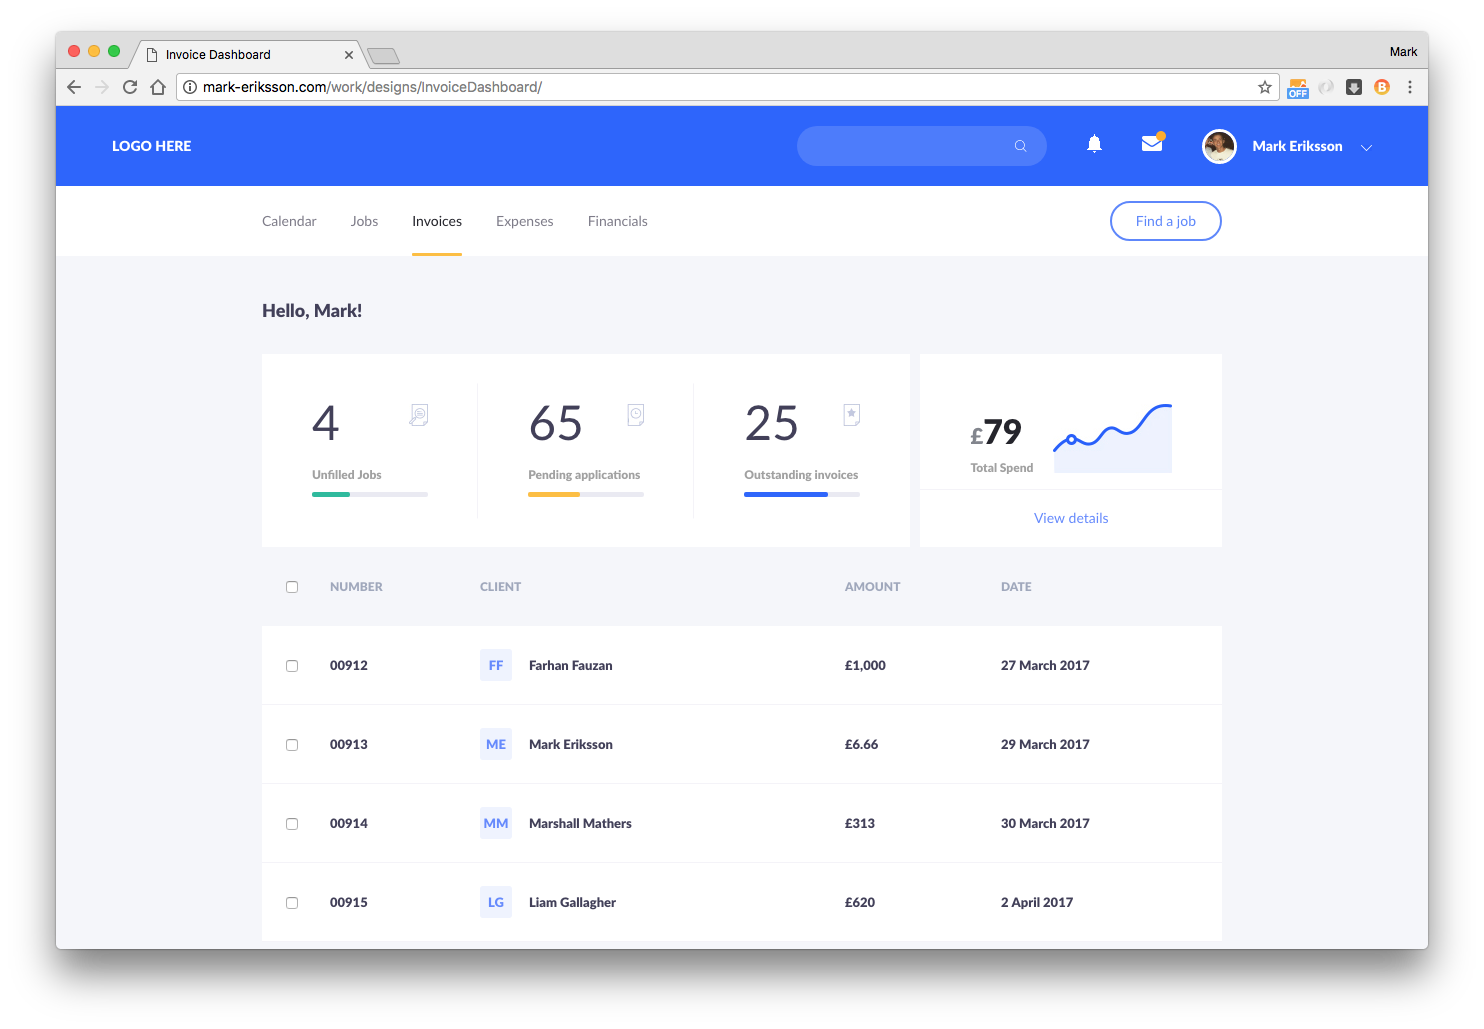 Invoice Dashboard
Mark
mark-eriksson.com/work/designs/InvoiceDashboard/
OFF
B
LOGO HERE
Mark Eriksson
Calendar Jobs Invoices Expenses Financials Find a job
Hello, Mark!
4 65 25
Unfilled Jobs Pending applications Outstanding invoices
£79
Total Spend
View details
NUMBER CLIENT AMOUNT DATE
00912 FF Farhan Fauzan £1,000 27 March 2017
00913 ME Mark Eriksson £6.66 29 March 2017
00914 MM Marshall Mathers £313 30 March 2017
00915 LG Liam Gallagher £620 2 April 2017